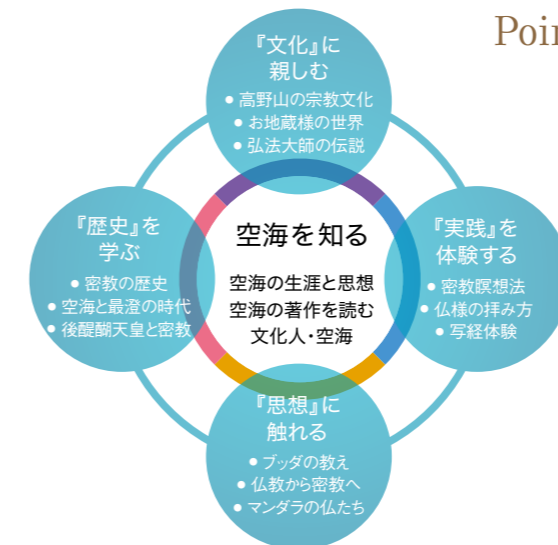 Poin
『文化』に
親しむ
● 高野山の宗教文化
● お地蔵様の世界
● 弘法大師の伝説
『歴史』を
学ぶ
● 密教の歴史
● 空海と最澄の時代
● 後醍醐天皇と密教
空海を知る
空海の生涯と思想
空海の著作を読む
文化人・空海
『実践』を
体験する
● 密教瞑想法
● 仏様の拝み方
● 写経体験
『思想』に
触れる
● ブッダの教え
● 仏教から密教へ
● マンダラの仏たち